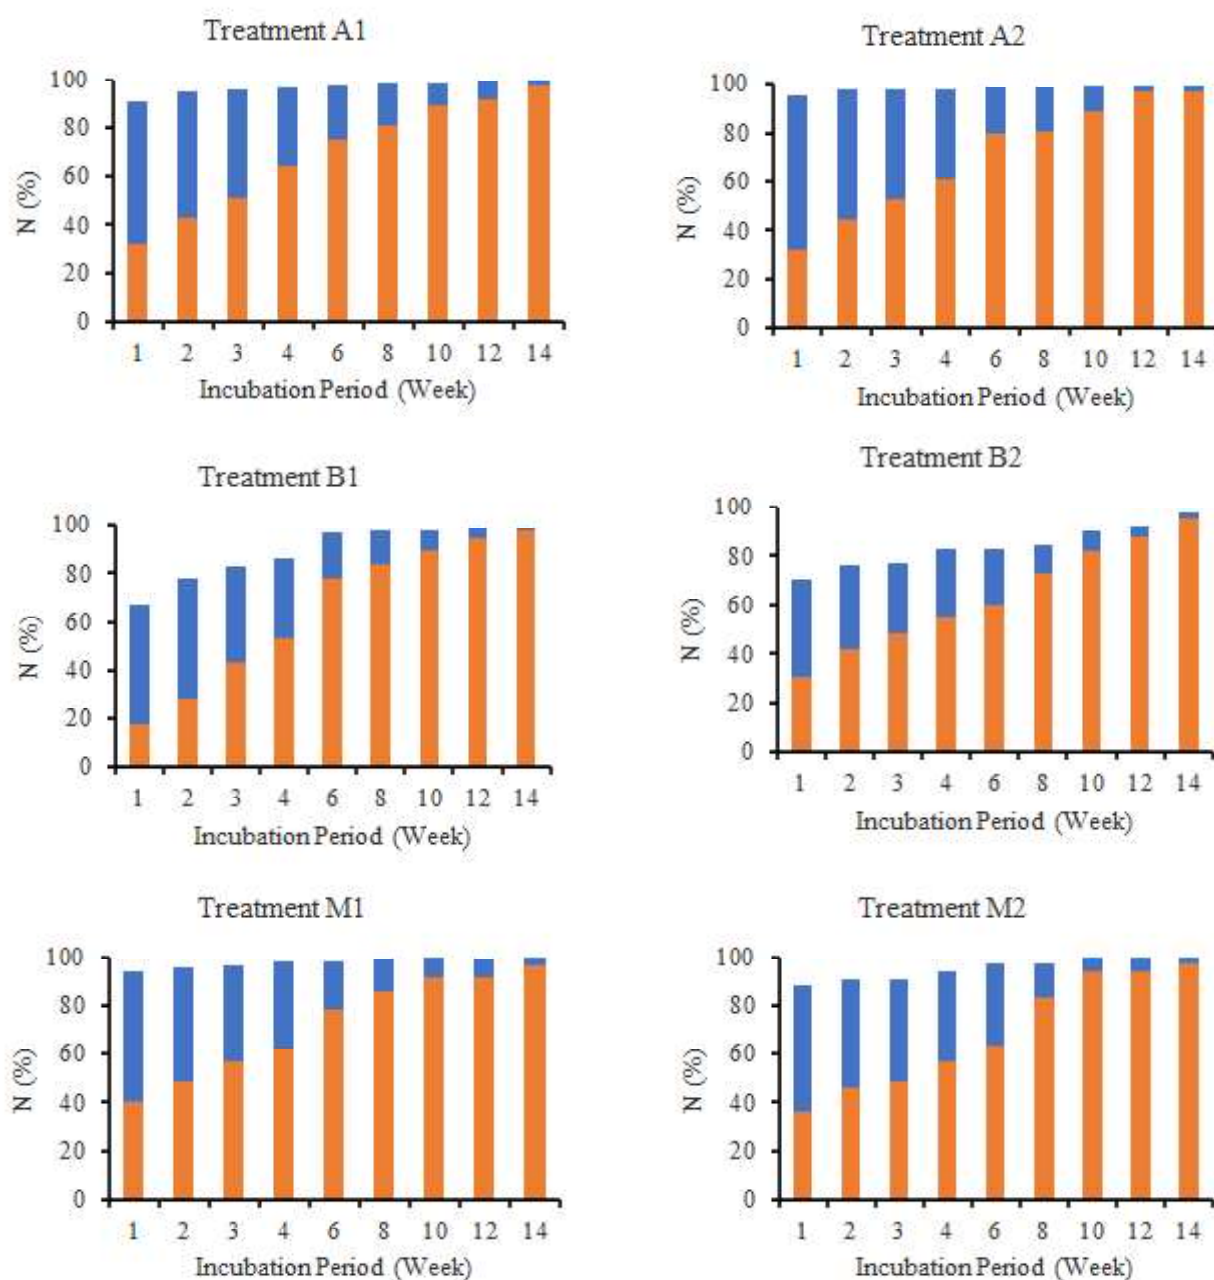 Treatment A1
N (%)
100
80
60
40
20
0
1 2 3 4 6 8 10 12 14
Incubation Period (Week)
Treatment A2
N (%)
100
80
60
40
20
0
1 2 3 4 6 8 10 12 14
Incubation Period (Week)
Treatment B1
N (%)
100
80
60
40
20
0
1 2 3 4 6 8 10 12 14
Incubation Period (Week)
Treatment B2
N (%)
100
80
60
40
20
0
1 2 3 4 6 8 10 12 14
Incubation Period (Week)
Treatment M1
N (%)
100
80
60
40
20
0
1 2 3 4 6 8 10 12 14
Incubation Period (Week)
Treatment M2
N (%)
100
80
60
40
20
0
1 2 3 4 6 8 10 12 14
Incubation Period (Week)